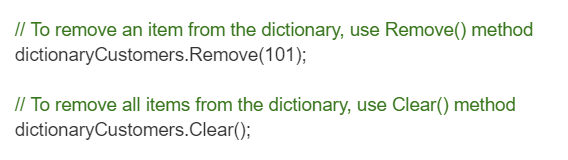 // To remove an item from the dictionary, use Remove() method
dictionaryCustomers.Remove(101);
// To remove all items from the dictionary, use Clear() method
dictionaryCustomers.Clear();